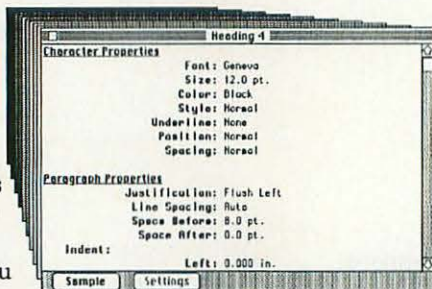 Heading 4
Character Properties
Font: Geneva
Size: 12.0 pt.
Color: Black
Style: Normal
Underline: None
Position: Normal
Spacing: Normal
Paragraph Properties
Justification: Flush Left
Line Spacing: Auto
Space Before: 8.0 pt.
Space After: 0.0 pt.
Indent:
Left: 0.000 in.
Sample Settings